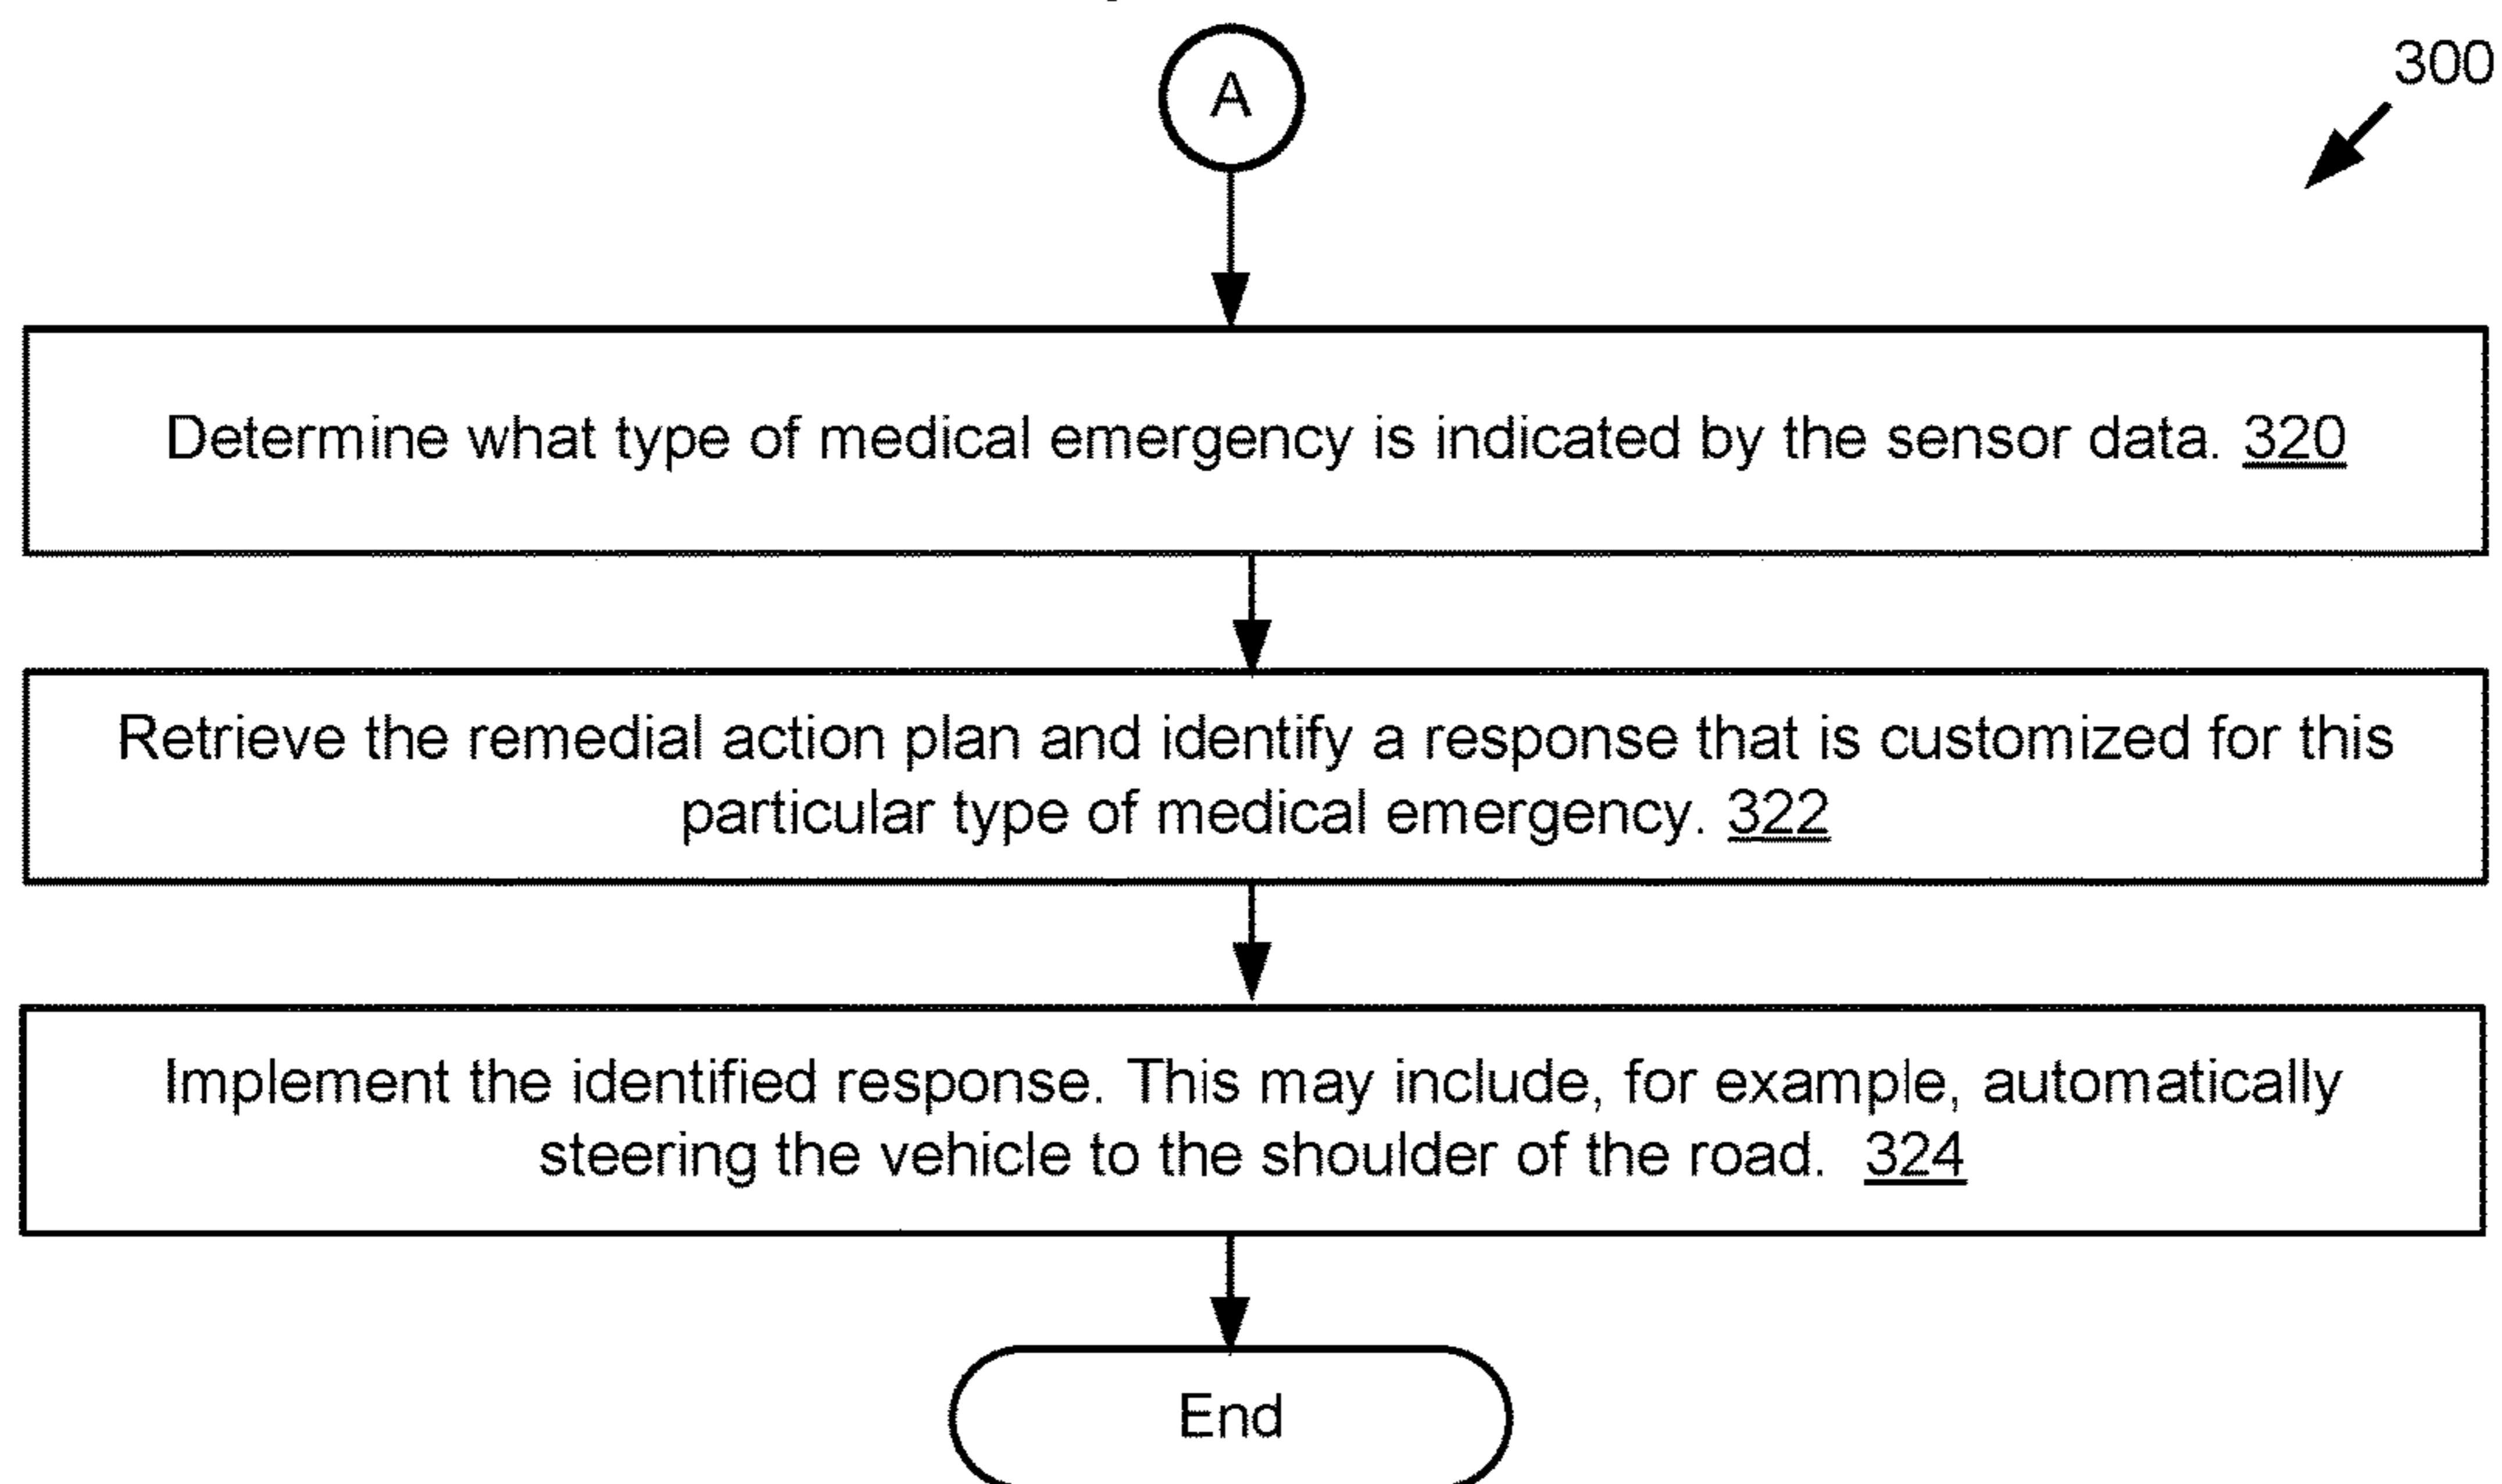 A
300
Determine what type of medical emergency is indicated by the sensor data. 320
Retrieve the remedial action plan and identify a response that is customized for this
particular type of medical emergency. 322
Implement the identified response. This may include, for example, automatically
steering the vehicle to the shoulder of the road. 324
End